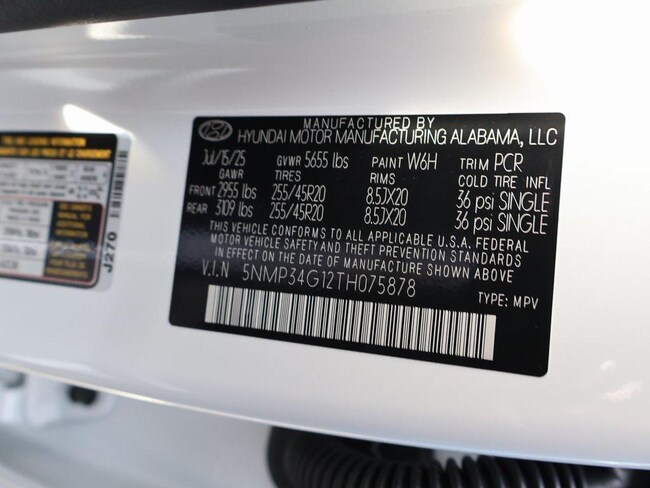 MANUFACTURED BY
HYUNDAI MOTOR MANUFACTURING ALABAMA, LLC
JUL/15/25 GVWR 5655 lbs PAINT W6H TRIM PCR
GAWR TIRES RIMS COLD TIRE INFL
FRONT 2955 lbs 255/45R20 8.5JX20 36 psi SINGLE
REAR 3109 lbs 255/45R20 8.5JX20 36 psi SINGLE
THIS VEHICLE CONFORMS TO ALL APPLICABLE U.S.A. FEDERAL
MOTOR VEHICLE SAFETY AND THEFT PREVENTION STANDARDS
IN EFFECT ON THE DATE OF MANUFACTURE SHOWN ABOVE
V.I.N 5NMP34G12TH075878
TYPE: MPV
J270